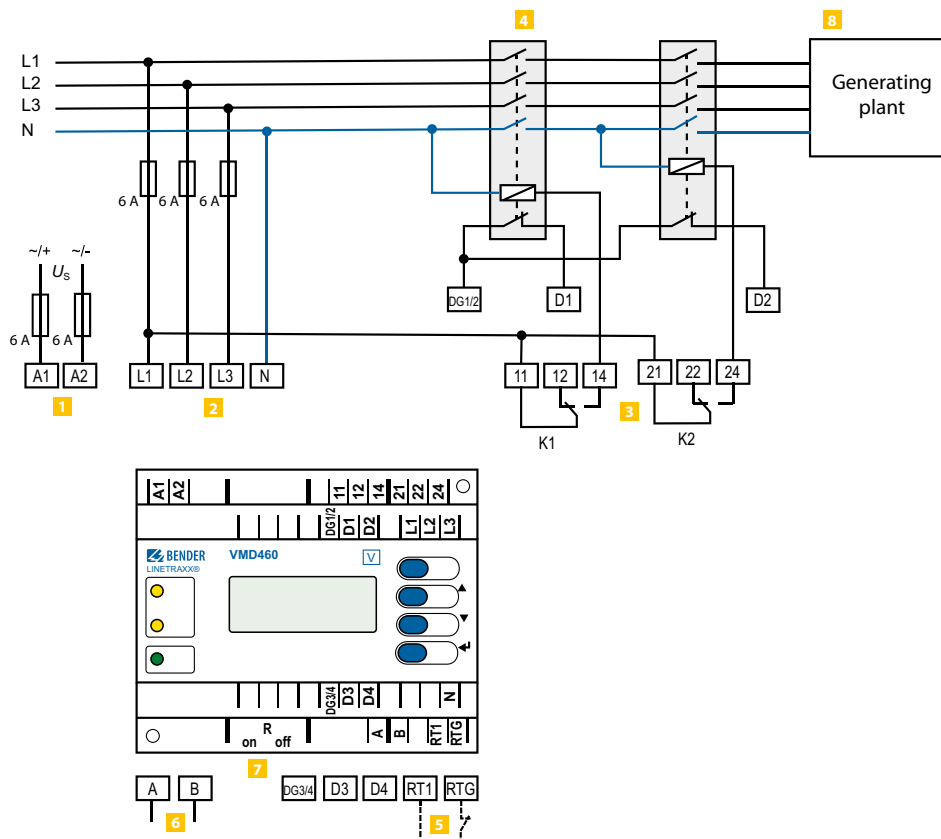 4
8
L1
L2
L3
N
Generating
plant
6 A
6 A
6 A
~/+
~/-
US
6 A
6 A
DG1/2
D1
D2
A1
A2
L1
L2
L3
N
11
12
14
21
22
24
1
2
3
K1
K2
A1
A2
11
12
14
21
22
24
DG1/2
D1
D2
L1
L2
L3
BENDER
LINETRAXX®
VMD460
V
DG3/4
D3
D4
N
R
on off
A
B
RT1
RTG
7
A
B
DG3/4
D3
D4
RT1
RTG
6
5